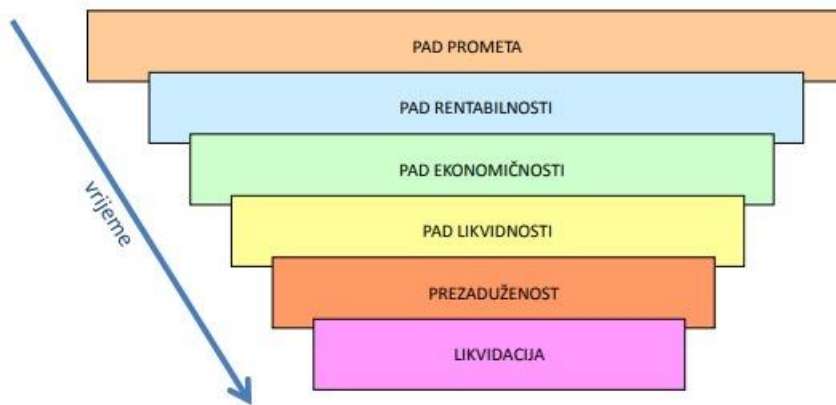 PAD PROMETA
PAD RENTABILNOSTI
PAD EKONOMIČNOSTI
vrijeme
PAD LIKVIDNOSTI
PREZADUŽENOST
LIKVIDACIJA